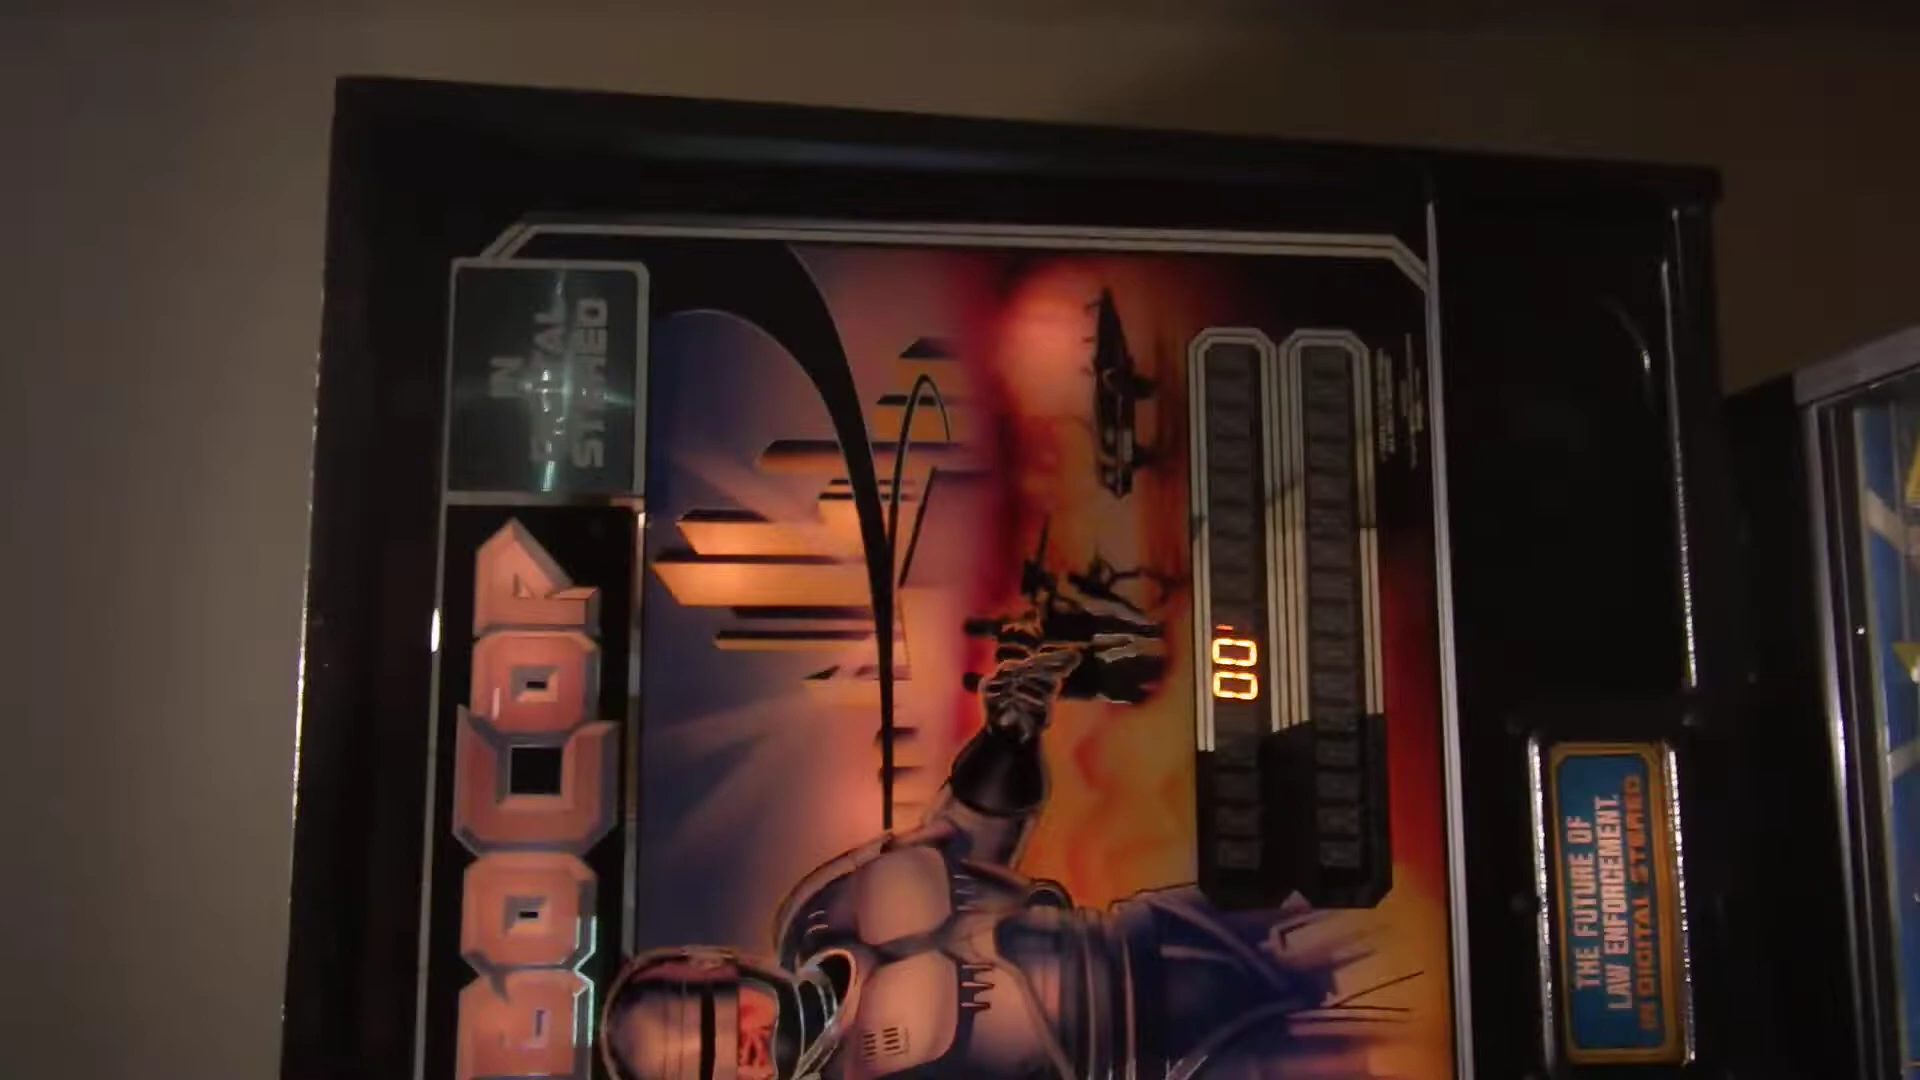 IN
DIGITAL
STEREO
ROBOCOP
00
THE FUTURE OF
LAW ENFORCEMENT.
IN DIGITAL STEREO